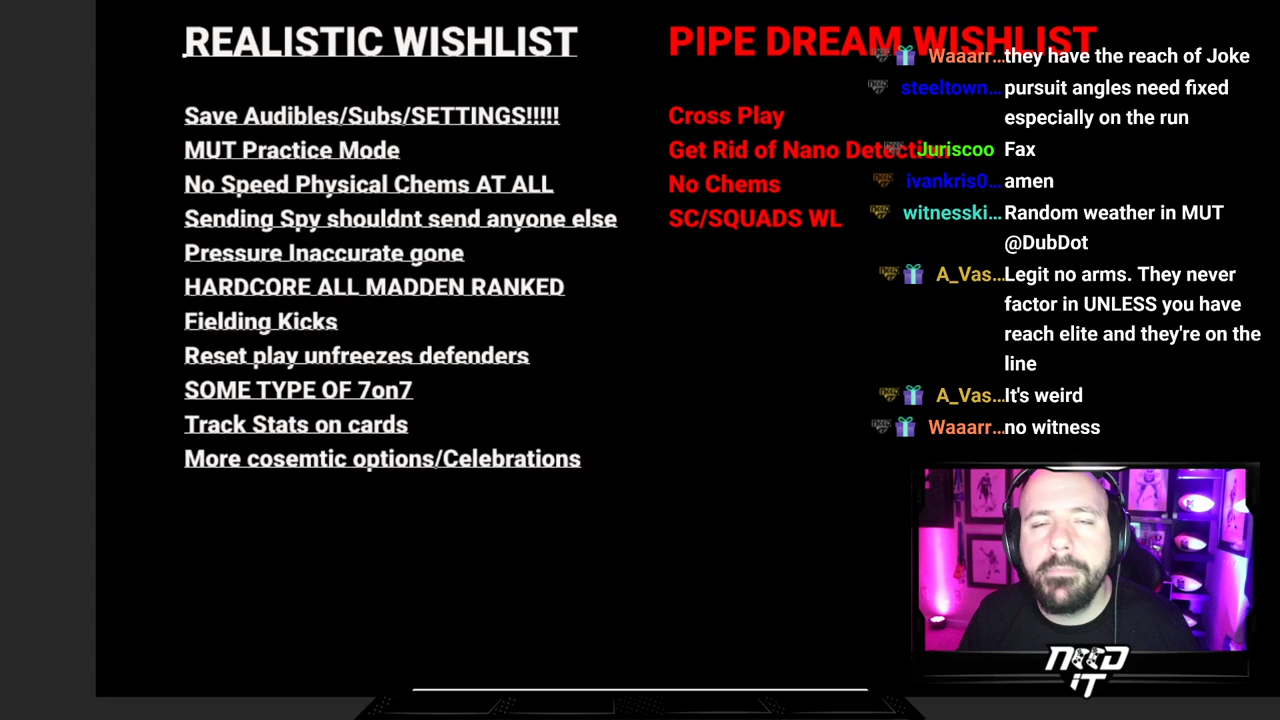 REALISTIC WISHLIST
Save Audibles/Subs/SETTINGS!!!!!
MUT Practice Mode
No Speed Physical Chems AT ALL
Sending Spy shouldnt send anyone else
Pressure Inaccurate gone
HARDCORE ALL MADDEN RANKED
Fielding Kicks
Reset play unfreezes defenders
SOME TYPE OF 7on7
Track Stats on cards
More cosemtic options/Celebrations
PIPE DREAM WISHLIST
Cross Play
Get Rid of Nano Detection
No Chems
SC/SQUADS WL
Waaarr... they have the reach of Joke
steeltown... pursuit angles need fixed
especially on the run
Juriscoo Fax
ivankris0... amen
witnesski... Random weather in MUT
@DubDot
A_Vas... Legit no arms. They never
factor in UNLESS you have
reach elite and they're on the
line
A_Vas... It's weird
Waaarr... no witness
NEED
IT